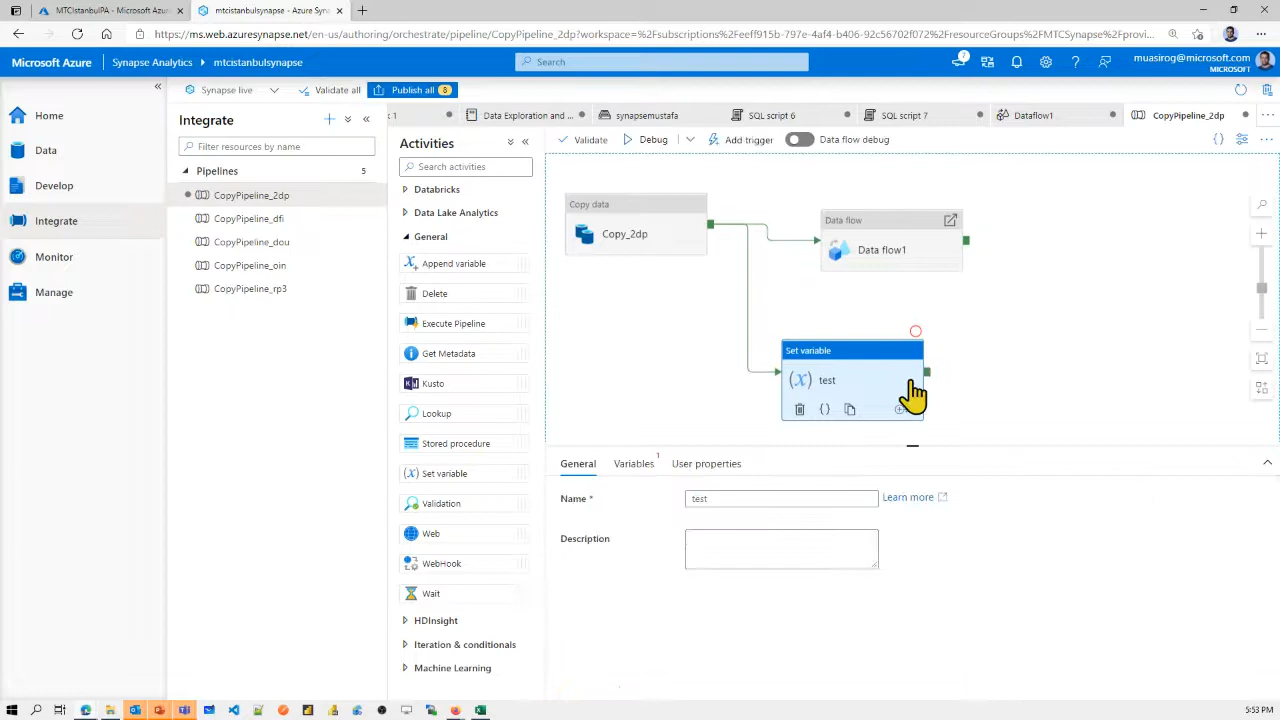 MTCistanbulPA - Microsoft Azure
mtcistanbulsynapse - Azure Syna
https://ms.web.azuresynapse.net/en-us/authoring/orchestrate/pipeline/CopyPipeline_2dp?workspace=%2Fsubscriptions%2Feff915b-797e-4af4-b406-92c56702f072%2FresourceGroups%2FMTCSynapse%2Fprovi...
Microsoft Azure
Synapse Analytics
mtcistanbulsynapse
Search
7
muasirog@microsoft.com
MICROSOFT
Synapse live
Validate all
Publish all 8
Home
Data
Develop
Integrate
Monitor
Manage
Integrate
Filter resources by name
Pipelines 5
CopyPipeline_2dp
CopyPipeline_dfi
CopyPipeline_dou
CopyPipeline_oin
CopyPipeline_rp3
1
Data Exploration and ...
synapsemustafa
SQL script 6
SQL script 7
Dataflow1
CopyPipeline_2dp
Activities
Search activities
Databricks
Data Lake Analytics
General
Append variable
Delete
Execute Pipeline
Get Metadata
Kusto
Lookup
Stored procedure
Set variable
Validation
Web
WebHook
Wait
HDInsight
Iteration & conditionals
Machine Learning
Validate
Debug
Add trigger
Data flow debug
Copy data
Copy_2dp
Data flow
Data flow1
Set variable
(x) test
General
Variables 1
User properties
Name *
test
Learn more
Description
5:53 PM